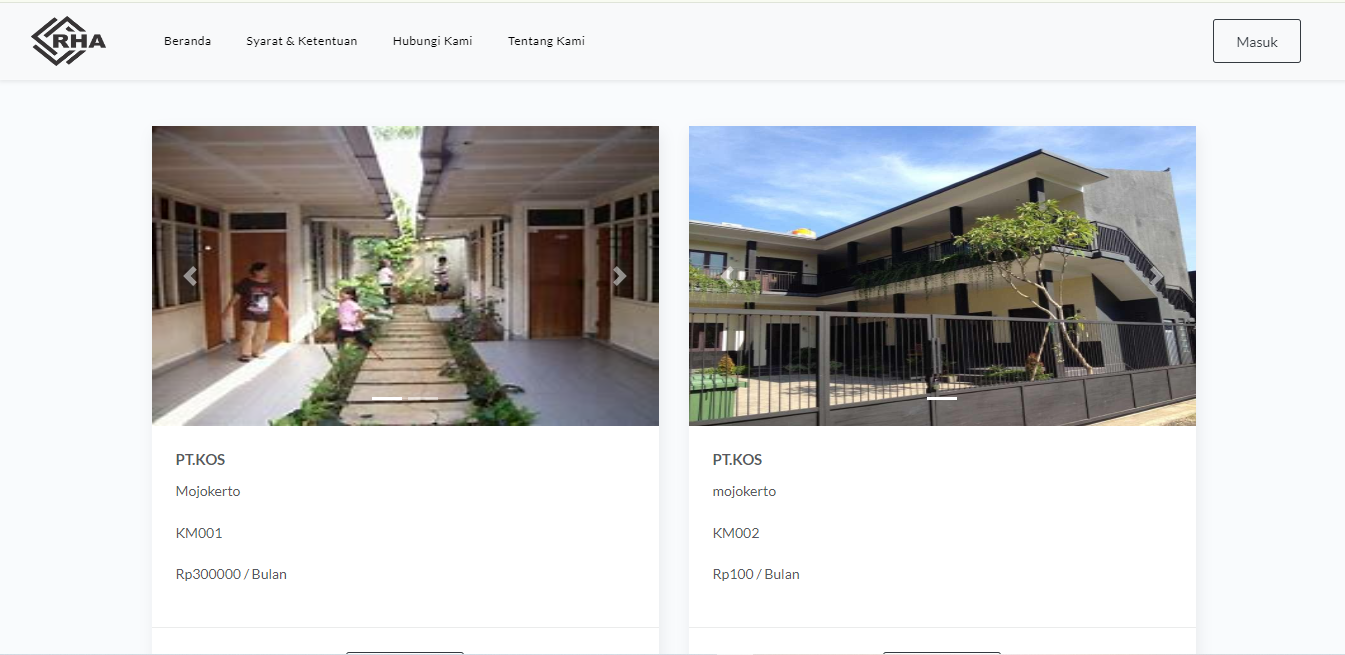 RHA
Beranda
Syarat & Ketentuan
Hubungi Kami
Tentang Kami
Masuk
PT.KOS
Mojokerto
KM001
Rp300000 / Bulan
PT.KOS
mojokerto
KM002
Rp100 / Bulan